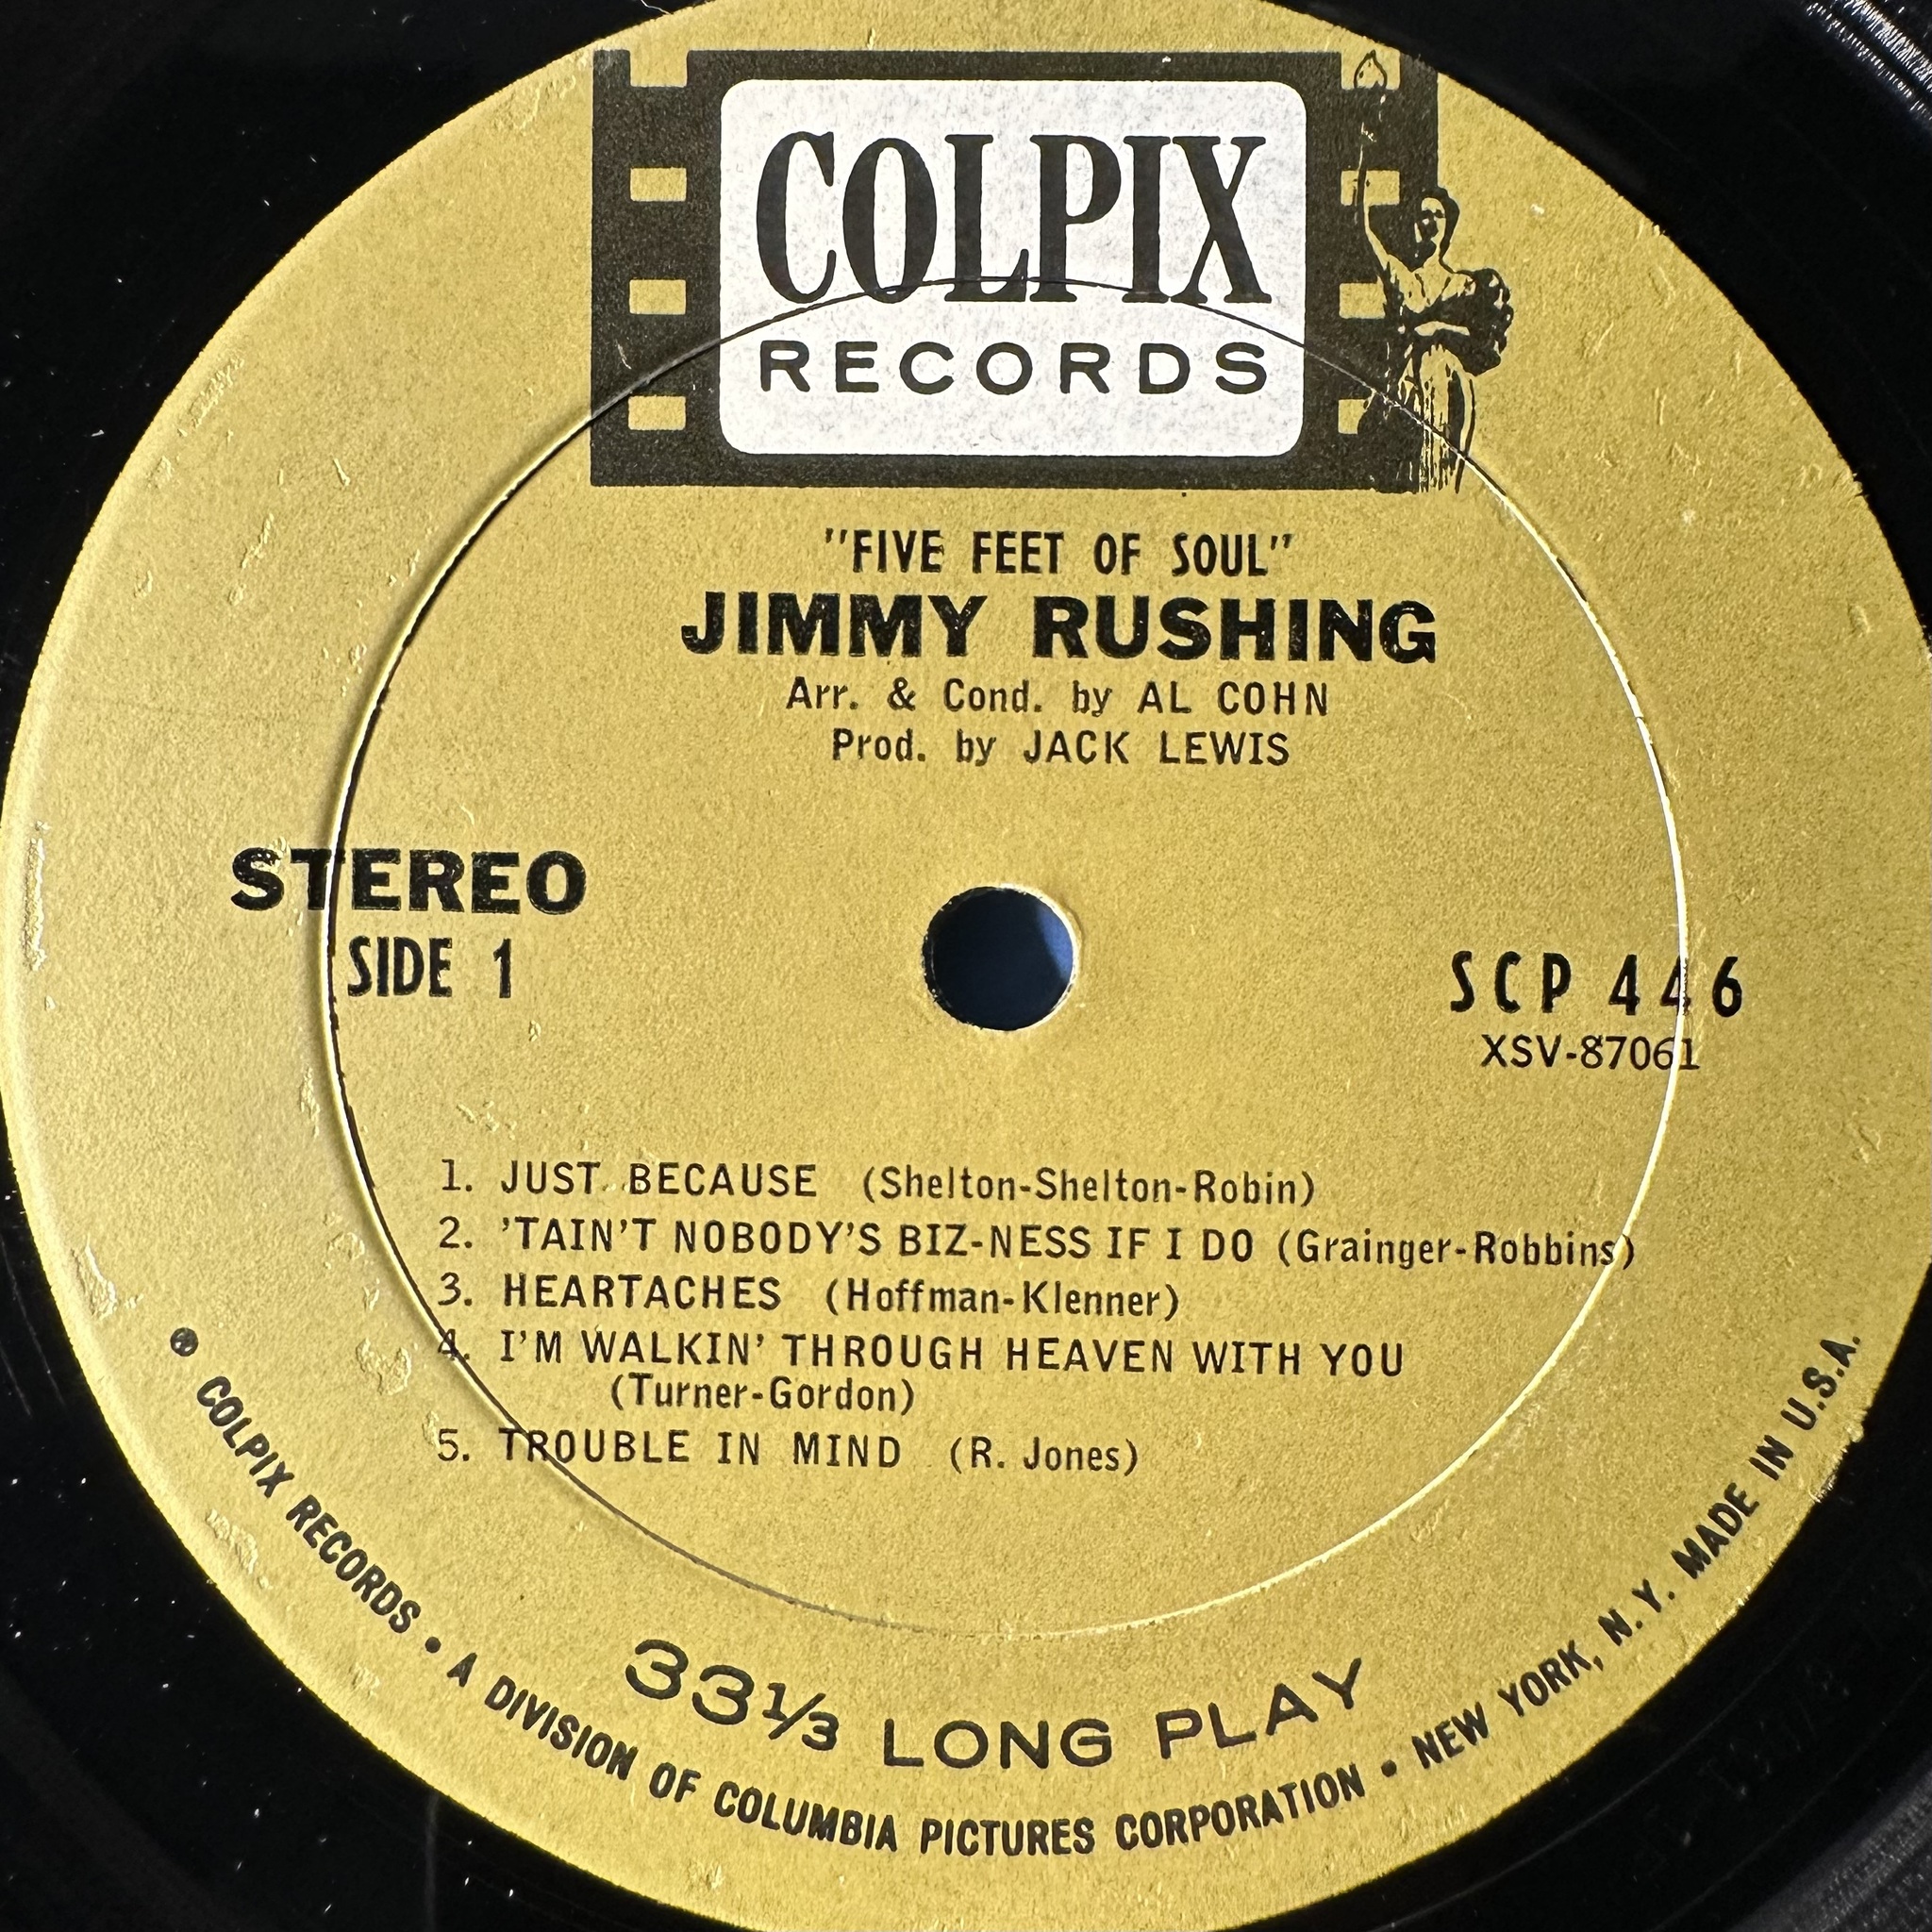 COLPIX
RECORDS
"FIVE FEET OF SOUL"
JIMMY RUSHING
Arr. & Cond. by AL COHN
Prod. by JACK LEWIS
STEREO
SIDE 1
SCP 446
XSV-87061
1. JUST BECAUSE (Shelton-Shelton-Robin)
2. 'TAIN'T NOBODY'S BIZ-NESS IF I DO (Grainger-Robbins)
3. HEARTACHES (Hoffman-Klenner)
4. I'M WALKIN' THROUGH HEAVEN WITH YOU
(Turner-Gordon)
5. TROUBLE IN MIND (R. Jones)
33⅓ LONG PLAY
® COLPIX RECORDS • A DIVISION OF COLUMBIA PICTURES CORPORATION • NEW YORK, N.Y. MADE IN U.S.A.